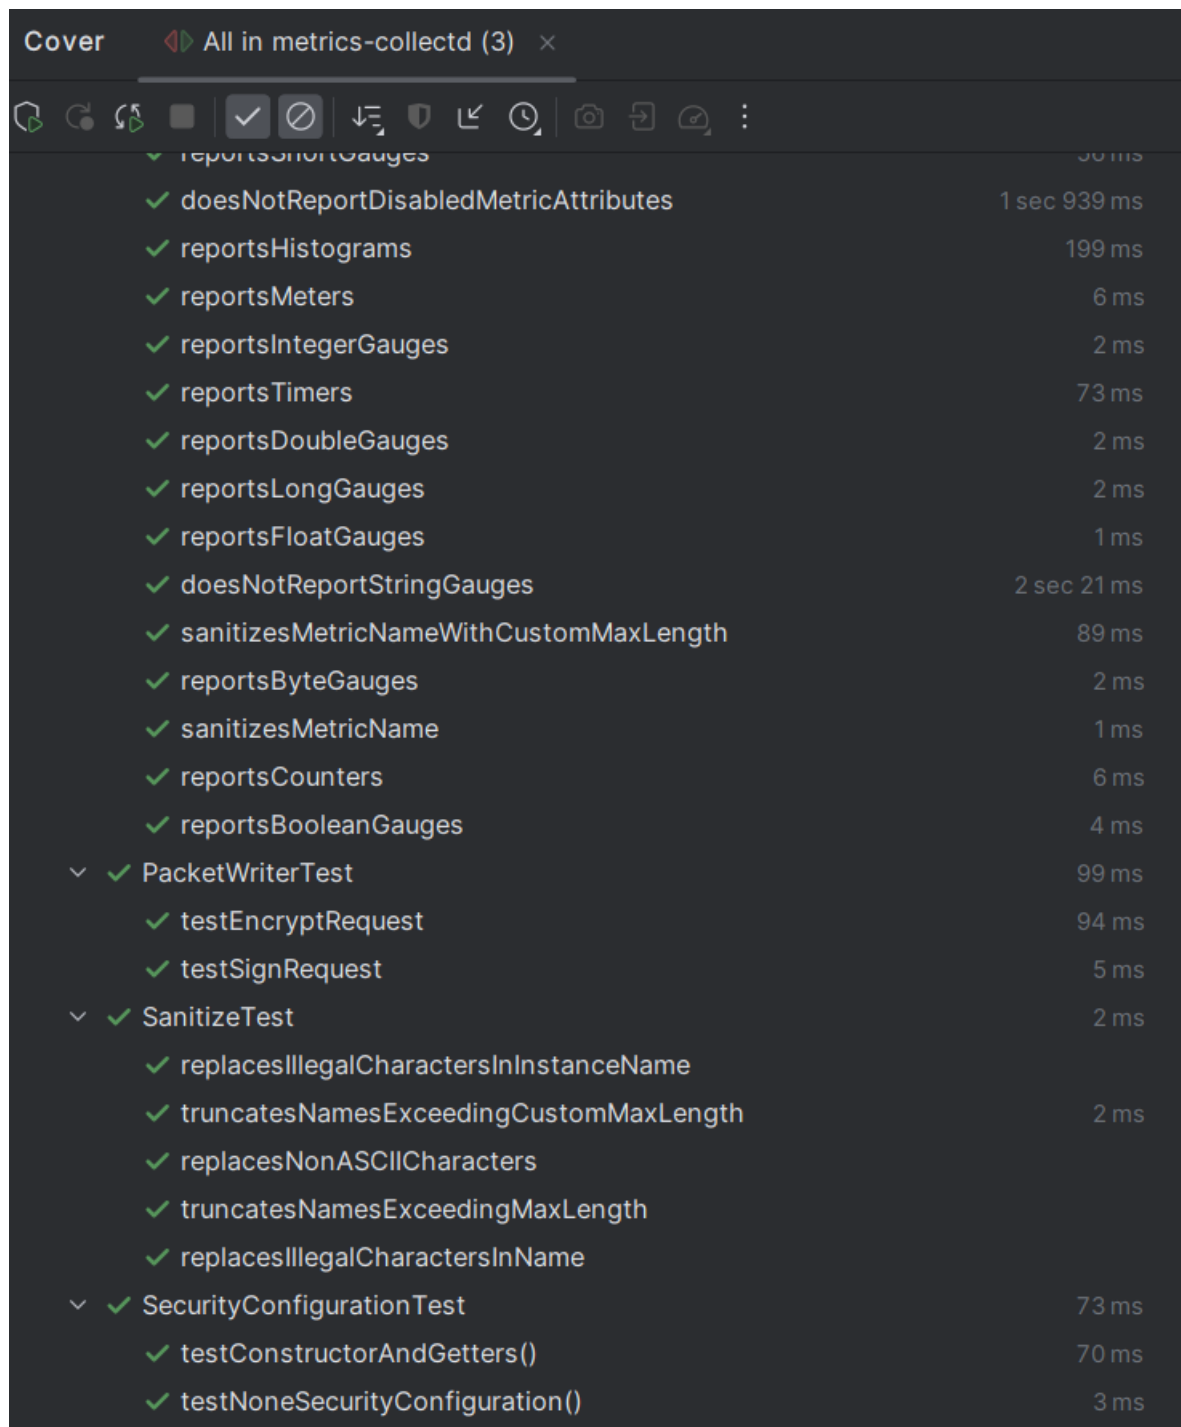 Cover All in metrics-collectd (3)
reportsShortGauges 56 ms
doesNotReportDisabledMetricAttributes 1 sec 939 ms
reportsHistograms 199 ms
reportsMeters 6 ms
reportsIntegerGauges 2 ms
reportsTimers 73 ms
reportsDoubleGauges 2 ms
reportsLongGauges 2 ms
reportsFloatGauges 1 ms
doesNotReportStringGauges 2 sec 21 ms
sanitizesMetricNameWithCustomMaxLength 89 ms
reportsByteGauges 2 ms
sanitizesMetricName 1 ms
reportsCounters 6 ms
reportsBooleanGauges 4 ms
PacketWriterTest 99 ms
testEncryptRequest 94 ms
testSignRequest 5 ms
SanitizeTest 2 ms
replacesIllegalCharactersInInstanceName
truncatesNamesExceedingCustomMaxLength 2 ms
replacesNonASCIICharacters
truncatesNamesExceedingMaxLength
replacesIllegalCharactersInName
SecurityConfigurationTest 73 ms
testConstructorAndGetters() 70 ms
testNoneSecurityConfiguration() 3 ms